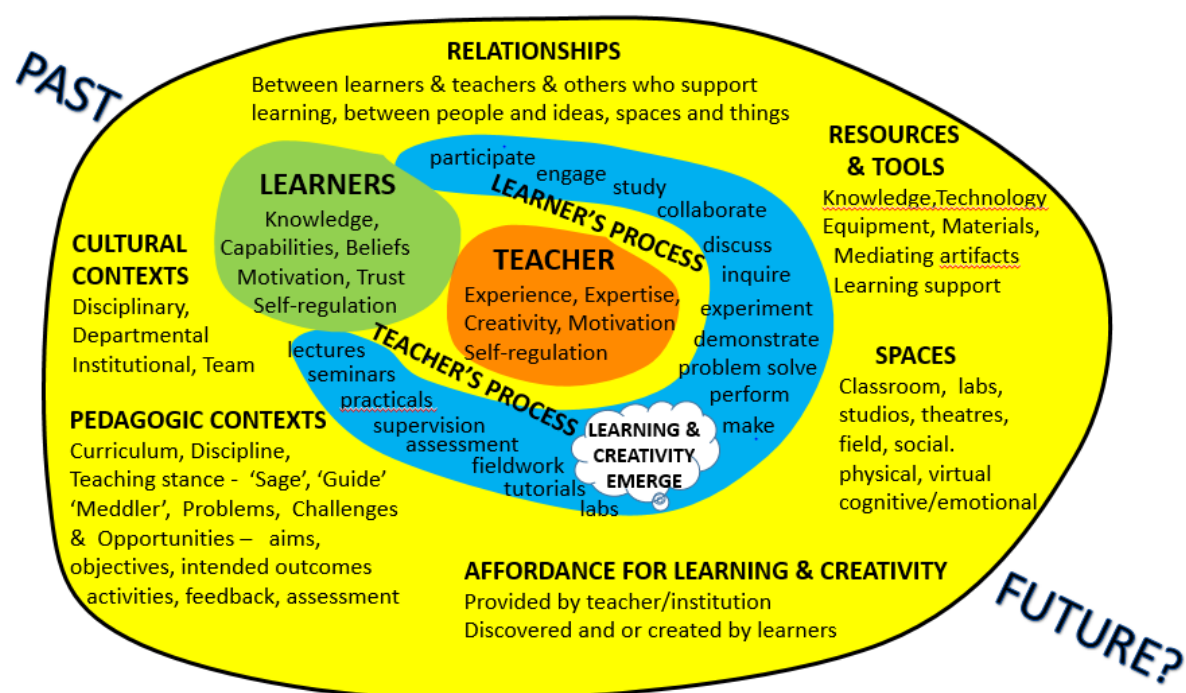 PAST
RELATIONSHIPS
Between learners & teachers & others who support
learning, between people and ideas, spaces and things
RESOURCES
& TOOLS
Knowledge,Technology
Equipment, Materials,
Mediating artifacts
Learning support
LEARNERS
Knowledge,
Capabilities, Beliefs
Motivation, Trust
Self-regulation
participate
engage
study
collaborate
discuss
inquire
experiment
demonstrate
problem solve
perform
make
LEARNER'S PROCESS
TEACHER
Experience, Expertise,
Creativity, Motivation
Self-regulation
CULTURAL
CONTEXTS
Disciplinary,
Departmental
Institutional, Team
TEACHER'S PROCESS
lectures
seminars
practicals
supervision
assessment
fieldwork
tutorials
labs
LEARNING &
CREATIVITY
EMERGE
SPACES
Classroom, labs,
studios, theatres,
field, social.
physical, virtual
cognitive/emotional
PEDAGOGIC CONTEXTS
Curriculum, Discipline,
Teaching stance - ‘Sage’, ‘Guide’
‘Meddler’, Problems, Challenges
& Opportunities – aims,
objectives, intended outcomes
activities, feedback, assessment
AFFORDANCE FOR LEARNING & CREATIVITY
Provided by teacher/institution
Discovered and or created by learners
FUTURE?